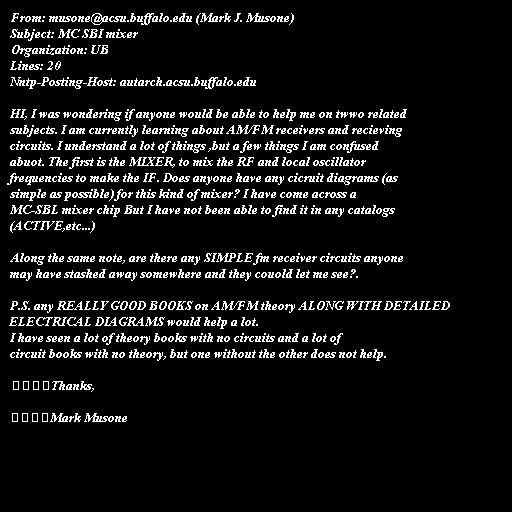 From: musone@acsu.buffalo.edu (Mark J. Musone)
Subject: MC SBI mixer
Organization: UB
Lines: 20
Nntp-Posting-Host: autarch.acsu.buffalo.edu
HI, I was wondering if anyone would be able to help me on twwo related
subjects. I am currently learning about AM/FM receivers and recieving
circuits. I understand a lot of things ,but a few things I am confused
abuot. The first is the MIXER, to mix the RF and local oscillator
frequencies to make the IF. Does anyone have any cicruit diagrams (as
simple as possible) for this kind of mixer? I have come across a
MC-SBL mixer chip But I have not been able to find it in any catalogs
(ACTIVE,etc...)
Along the same note, are there any SIMPLE fm receiver circuits anyone
may have stashed away somewhere and they couold let me see?.
P.S. any REALLY GOOD BOOKS on AM/FM theory ALONG WITH DETAILED
ELECTRICAL DIAGRAMS would help a lot.
I have seen a lot of theory books with no circuits and a lot of
circuit books with no theory, but one without the other does not help.
Thanks,
Mark Musone